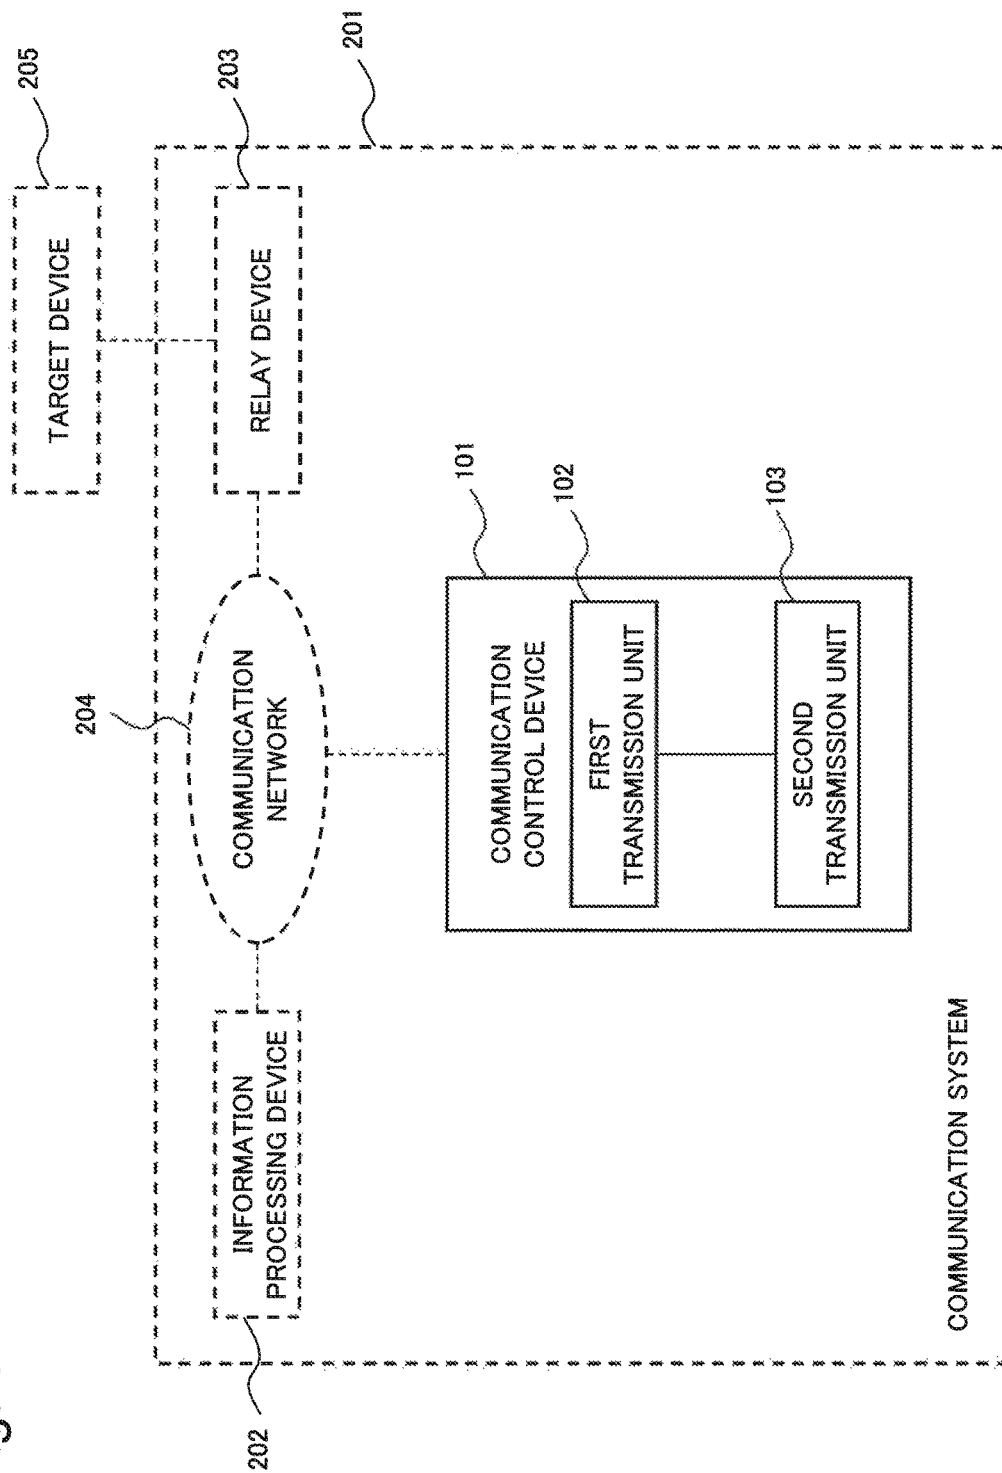 205
TARGET DEVICE
204
203
201
INFORMATION
PROCESSING DEVICE
COMMUNICATION
NETWORK
RELAY DEVICE
202
101
COMMUNICATION
CONTROL DEVICE
102
FIRST
TRANSMISSION UNIT
103
SECOND
TRANSMISSION UNIT
COMMUNICATION SYSTEM